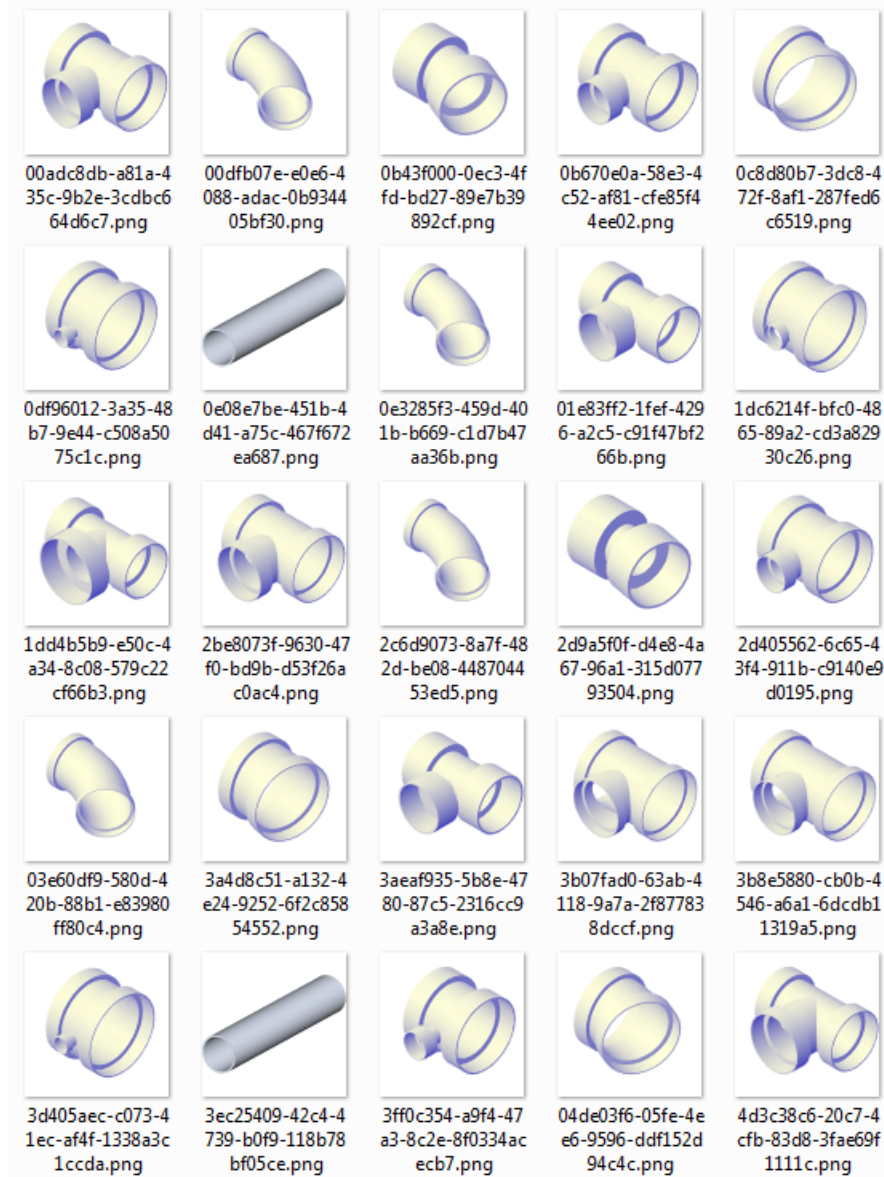 00adc8db-a81a-4
35c-9b2e-3cdbc6
64d6c7.png
00dfb07e-e0e6-4
088-adac-0b9344
05bf30.png
0b43f000-0ec3-4f
fd-bd27-89e7b39
892cf.png
0b670e0a-58e3-4
c52-af81-cfe85f4
4ee02.png
0c8d80b7-3dc8-4
72f-8af1-287fed6
c6519.png
0df96012-3a35-48
b7-9e44-c508a50
75c1c.png
0e08e7be-451b-4
d41-a75c-467f672
ea687.png
0e3285f3-459d-40
1b-b669-c1d7b47
aa36b.png
01e83ff2-1fef-429
6-a2c5-c91f47bf2
66b.png
1dc6214f-bfc0-48
65-89a2-cd3a829
30c26.png
1dd4b5b9-e50c-4
a34-8c08-579c22
cf66b3.png
2be8073f-9630-47
f0-bd9b-d53f26a
c0ac4.png
2c6d9073-8a7f-48
2d-be08-4487044
53ed5.png
2d9a5f0f-d4e8-4a
67-96a1-315d077
93504.png
2d405562-6c65-4
3f4-911b-c9140e9
d0195.png
03e60df9-580d-4
20b-88b1-e83980
ff80c4.png
3a4d8c51-a132-4
e24-9252-6f2c858
54552.png
3aeaf935-5b8e-47
80-87c5-2316cc9
a3a8e.png
3b07fad0-63ab-4
118-9a7a-2f87783
8dccf.png
3b8e5880-cb0b-4
546-a6a1-6dcdb1
1319a5.png
3d405aec-c073-4
1ec-af4f-1338a3c
1ccda.png
3ec25409-42c4-4
739-b0f9-118b78
bf05ce.png
3ff0c354-a9f4-47
a3-8c2e-8f0334ac
ecb7.png
04de03f6-05fe-4e
e6-9596-ddf152d
94c4c.png
4d3c38c6-20c7-4
cfb-83d8-3fae69f
1111c.png